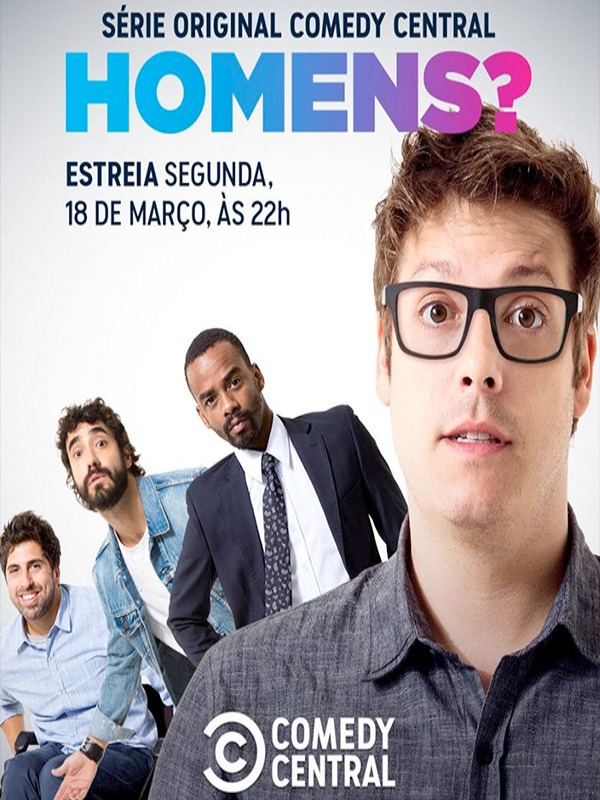 SÉRIE ORIGINAL COMEDY CENTRAL
HOMENS?
ESTREIA SEGUNDA,
18 DE MARÇO, ÀS 22h
COMEDY
CENTRAL